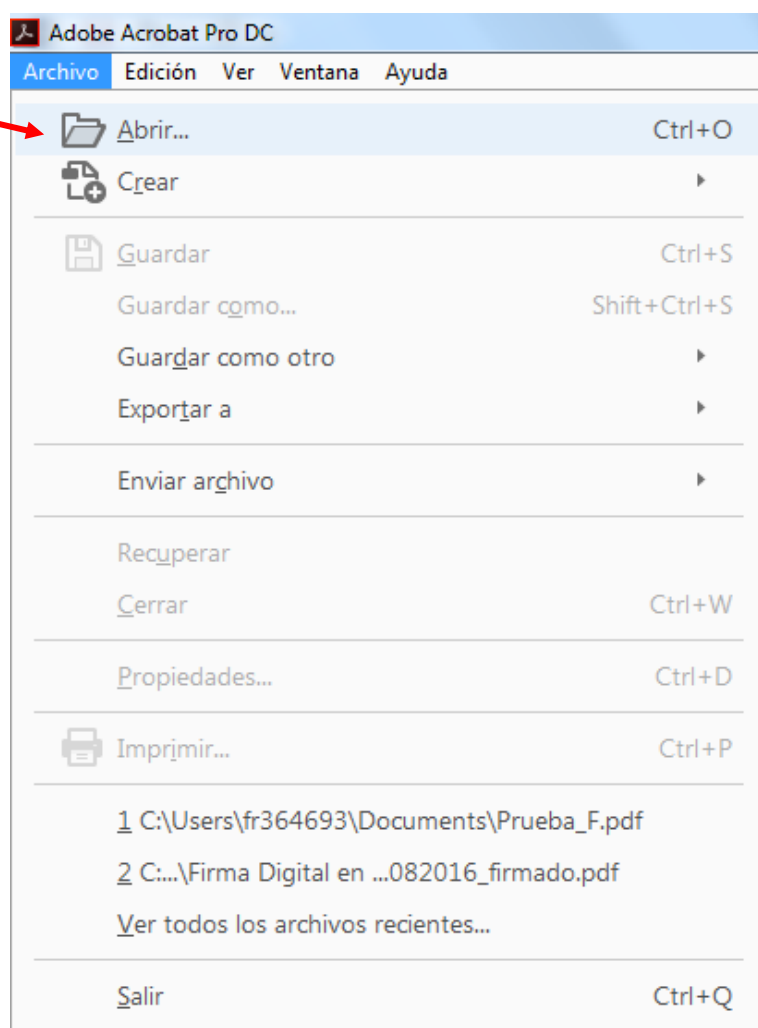 Adobe Acrobat Pro DC
Archivo Edición Ver Ventana Ayuda
Abrir... Ctrl+O
Crear
Guardar Ctrl+S
Guardar como... Shift+Ctrl+S
Guardar como otro
Exportar a
Enviar archivo
Recuperar
Cerrar Ctrl+W
Propiedades... Ctrl+D
Imprimir... Ctrl+P
1 C:\Users\fr364693\Documents\Prueba_F.pdf
2 C:...\Firma Digital en ...082016_firmado.pdf
Ver todos los archivos recientes...
Salir Ctrl+Q